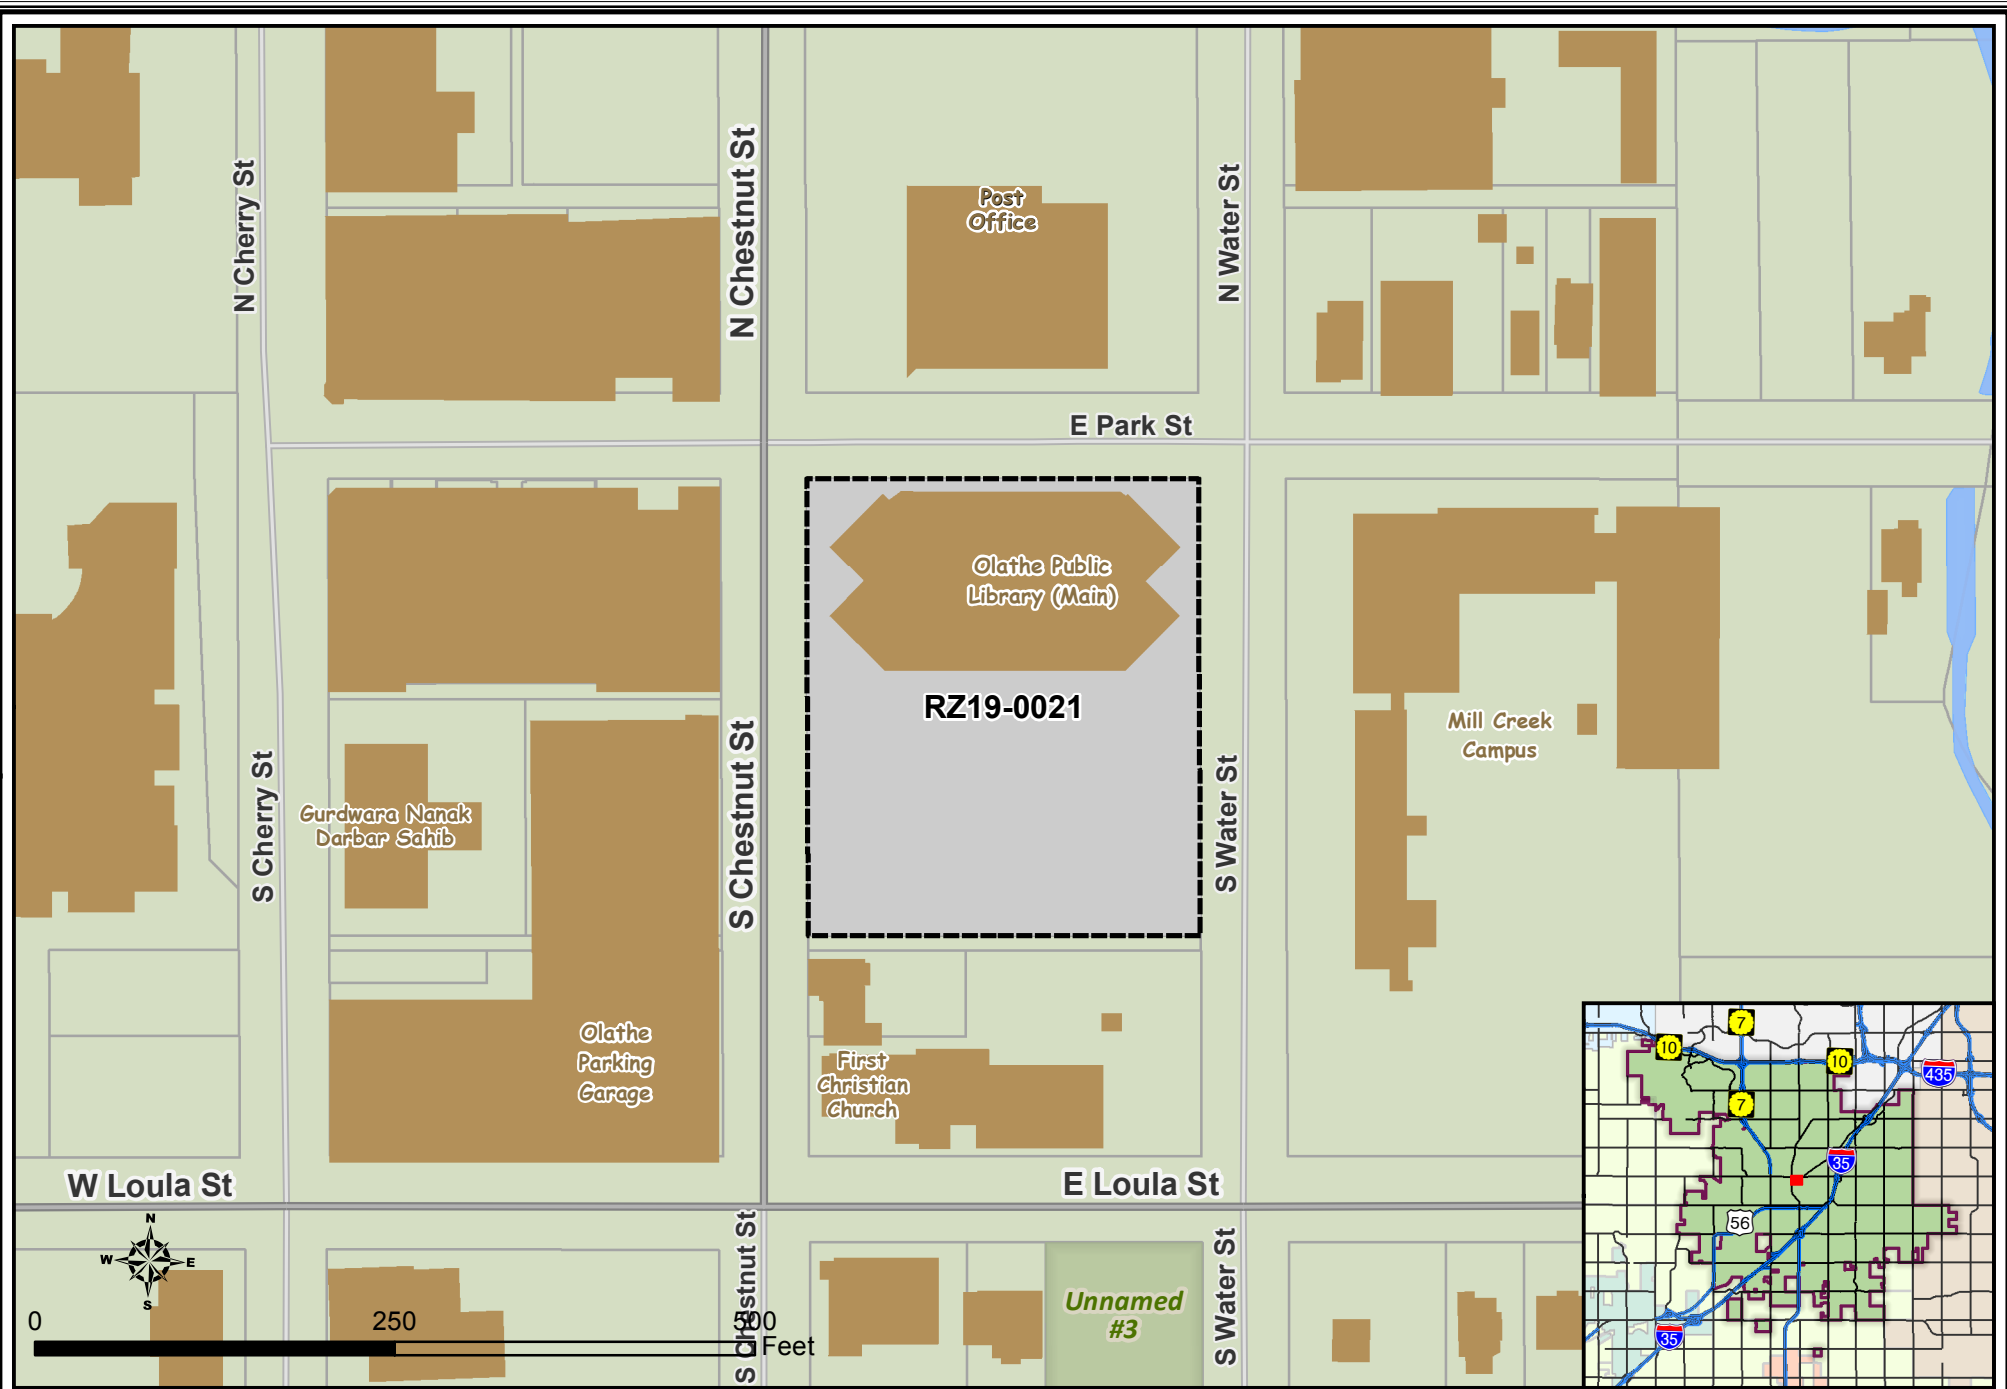 N Cherry St
N Chestnut St
Post
Office
N Water St
E Park St
Olathe Public
Library (Main)
RZ19-0021
Mill Creek
Campus
S Cherry St
Gurdwara Nanak
Darbar Sahib
S Chestnut St
S Water St
Olathe
Parking
Garage
First
Christian
Church
W Loula St
E Loula St
N
W E
S
S Chestnut St
S Water St
Unnamed
#3
0 250 500
Feet
7
10
10
435
7
35
56
35